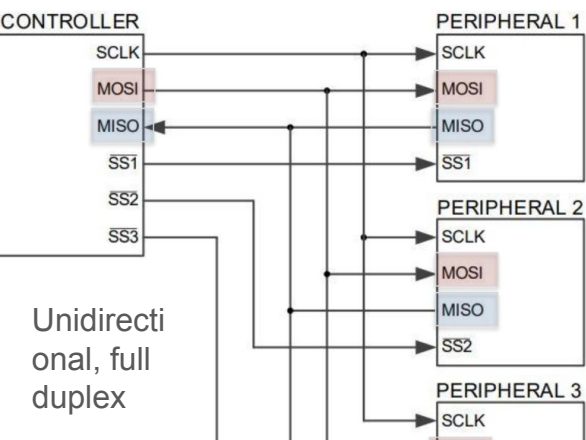 CONTROLLER
SCLK
MOSI
MISO
SS1
SS2
SS3
Unidirecti
onal, full
duplex
PERIPHERAL 1
SCLK
MOSI
MISO
SS1
PERIPHERAL 2
SCLK
MOSI
MISO
SS2
PERIPHERAL 3
SCLK